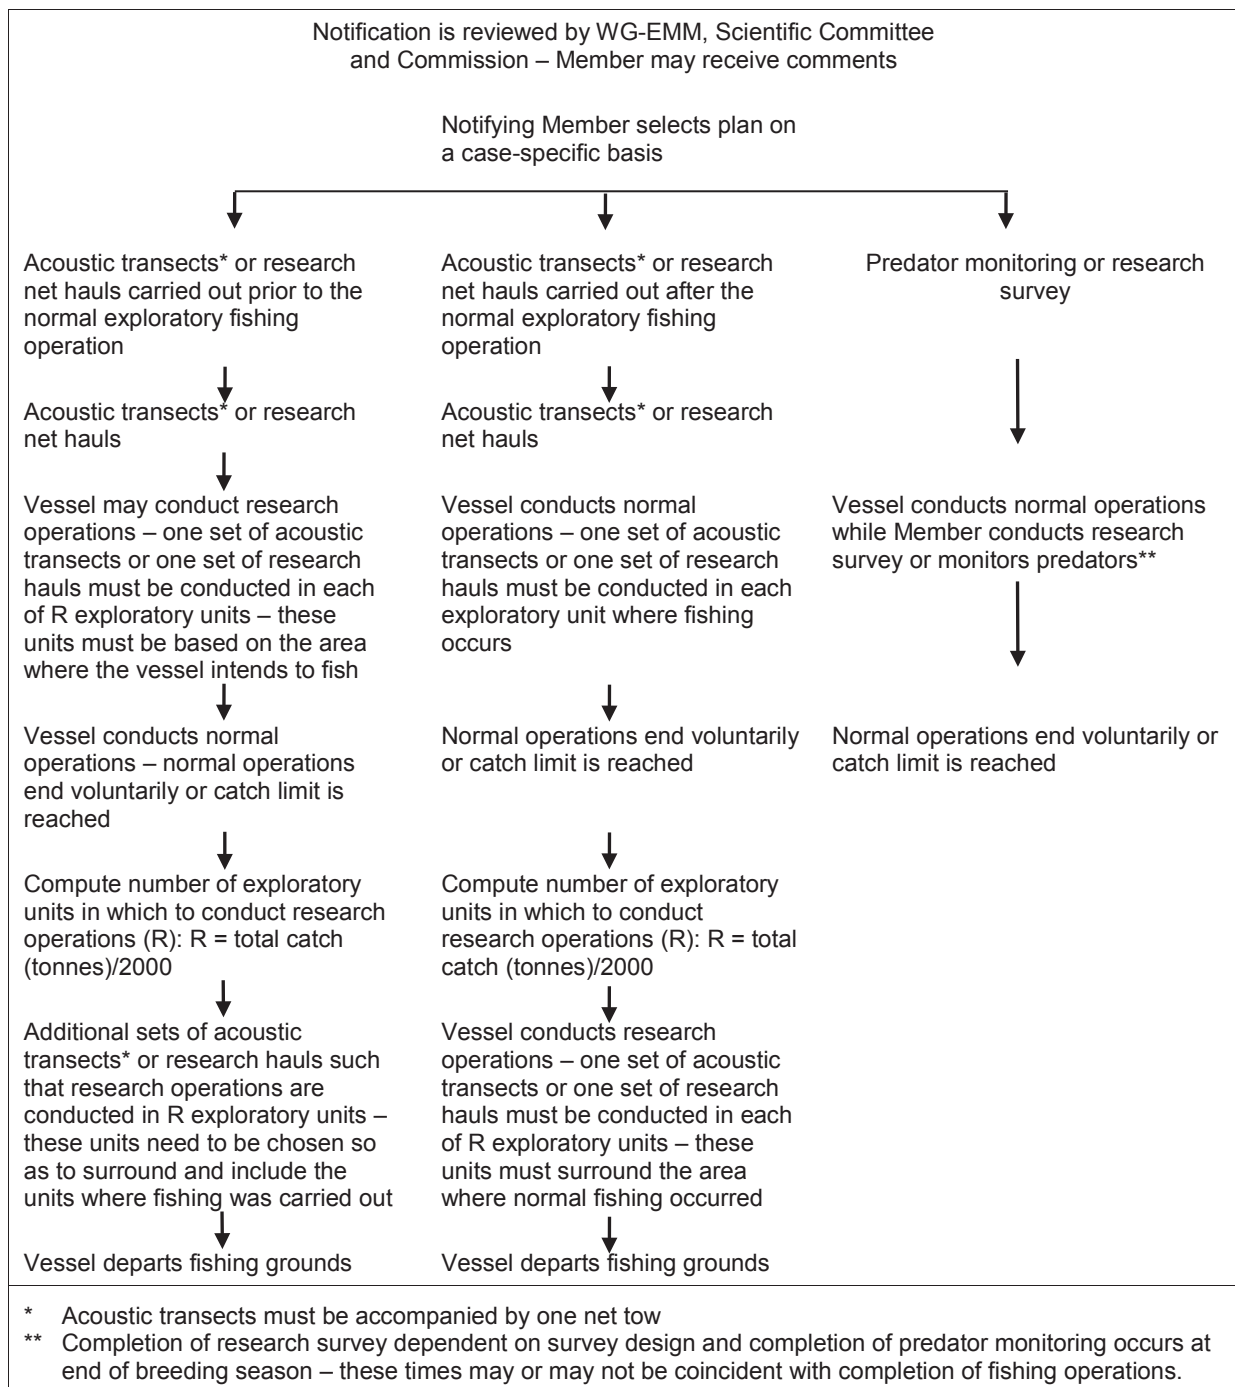 Notification is reviewed by WG-EMM, Scientific Committee
and Commission – Member may receive comments
Notifying Member selects plan on
a case-specific basis
Acoustic transects* or research
net hauls carried out prior to the
normal exploratory fishing
operation
Acoustic transects* or research
net hauls
Vessel may conduct research
operations – one set of acoustic
transects or one set of research
hauls must be conducted in each
of R exploratory units – these
units must be based on the area
where the vessel intends to fish
Vessel conducts normal
operations – normal operations
end voluntarily or catch limit is
reached
Compute number of exploratory
units in which to conduct research
operations (R): R = total catch
(tonnes)/2000
Additional sets of acoustic
transects* or research hauls such
that research operations are
conducted in R exploratory units –
these units need to be chosen so
as to surround and include the
units where fishing was carried out
Vessel departs fishing grounds
Acoustic transects* or research
net hauls carried out after the
normal exploratory fishing
operation
Acoustic transects* or research
net hauls
Vessel conducts normal
operations – one set of acoustic
transects or one set of research
hauls must be conducted in each
exploratory unit where fishing
occurs
Normal operations end voluntarily
or catch limit is reached
Compute number of exploratory
units in which to conduct
research operations (R): R = total
catch (tonnes)/2000
Vessel conducts research
operations – one set of acoustic
transects or one set of research
hauls must be conducted in each
of R exploratory units – these
units must surround the area
where normal fishing occurred
Vessel departs fishing grounds
Predator monitoring or research
survey
Vessel conducts normal operations
while Member conducts research
survey or monitors predators**
Normal operations end voluntarily or
catch limit is reached
* Acoustic transects must be accompanied by one net tow
** Completion of research survey dependent on survey design and completion of predator monitoring occurs at
end of breeding season – these times may or may not be coincident with completion of fishing operations.